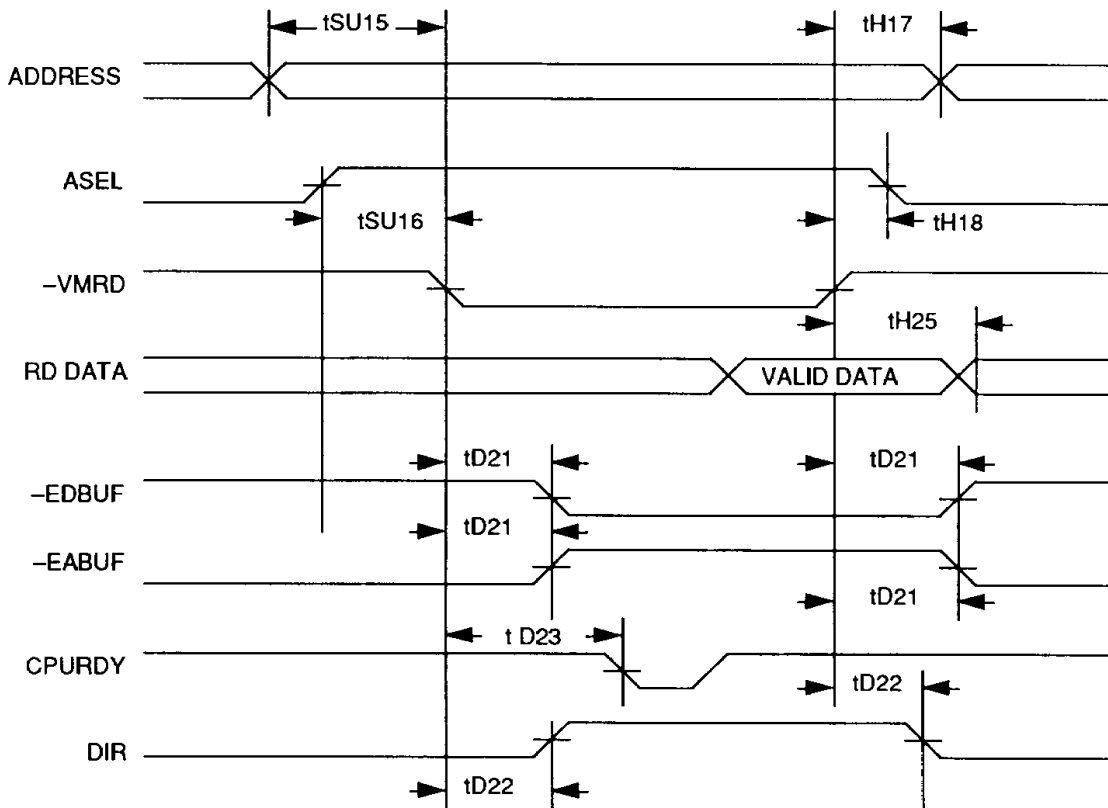 tSU15
tH17
ADDRESS
ASEL
tSU16
tH18
–VMRD
tH25
RD DATA
VALID DATA
tD21
tD21
–EDBUF
tD21
–EABUF
tD21
t D23
CPURDY
tD22
DIR
tD22